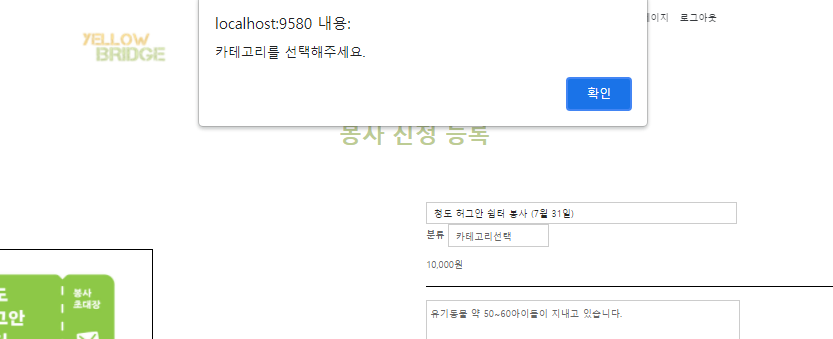 localhost:9580 내용:
카테고리를 선택해주세요.
확인
이지 로그아웃
YELLOW
BRIDGE
봉사 신청 등록
청도 허그안 쉼터 봉사 (7월 31일)
분류 카테고리선택
10,000원
유기동물 약 50~60아이들이 지내고 있습니다.
도
그안
봉사
초대장